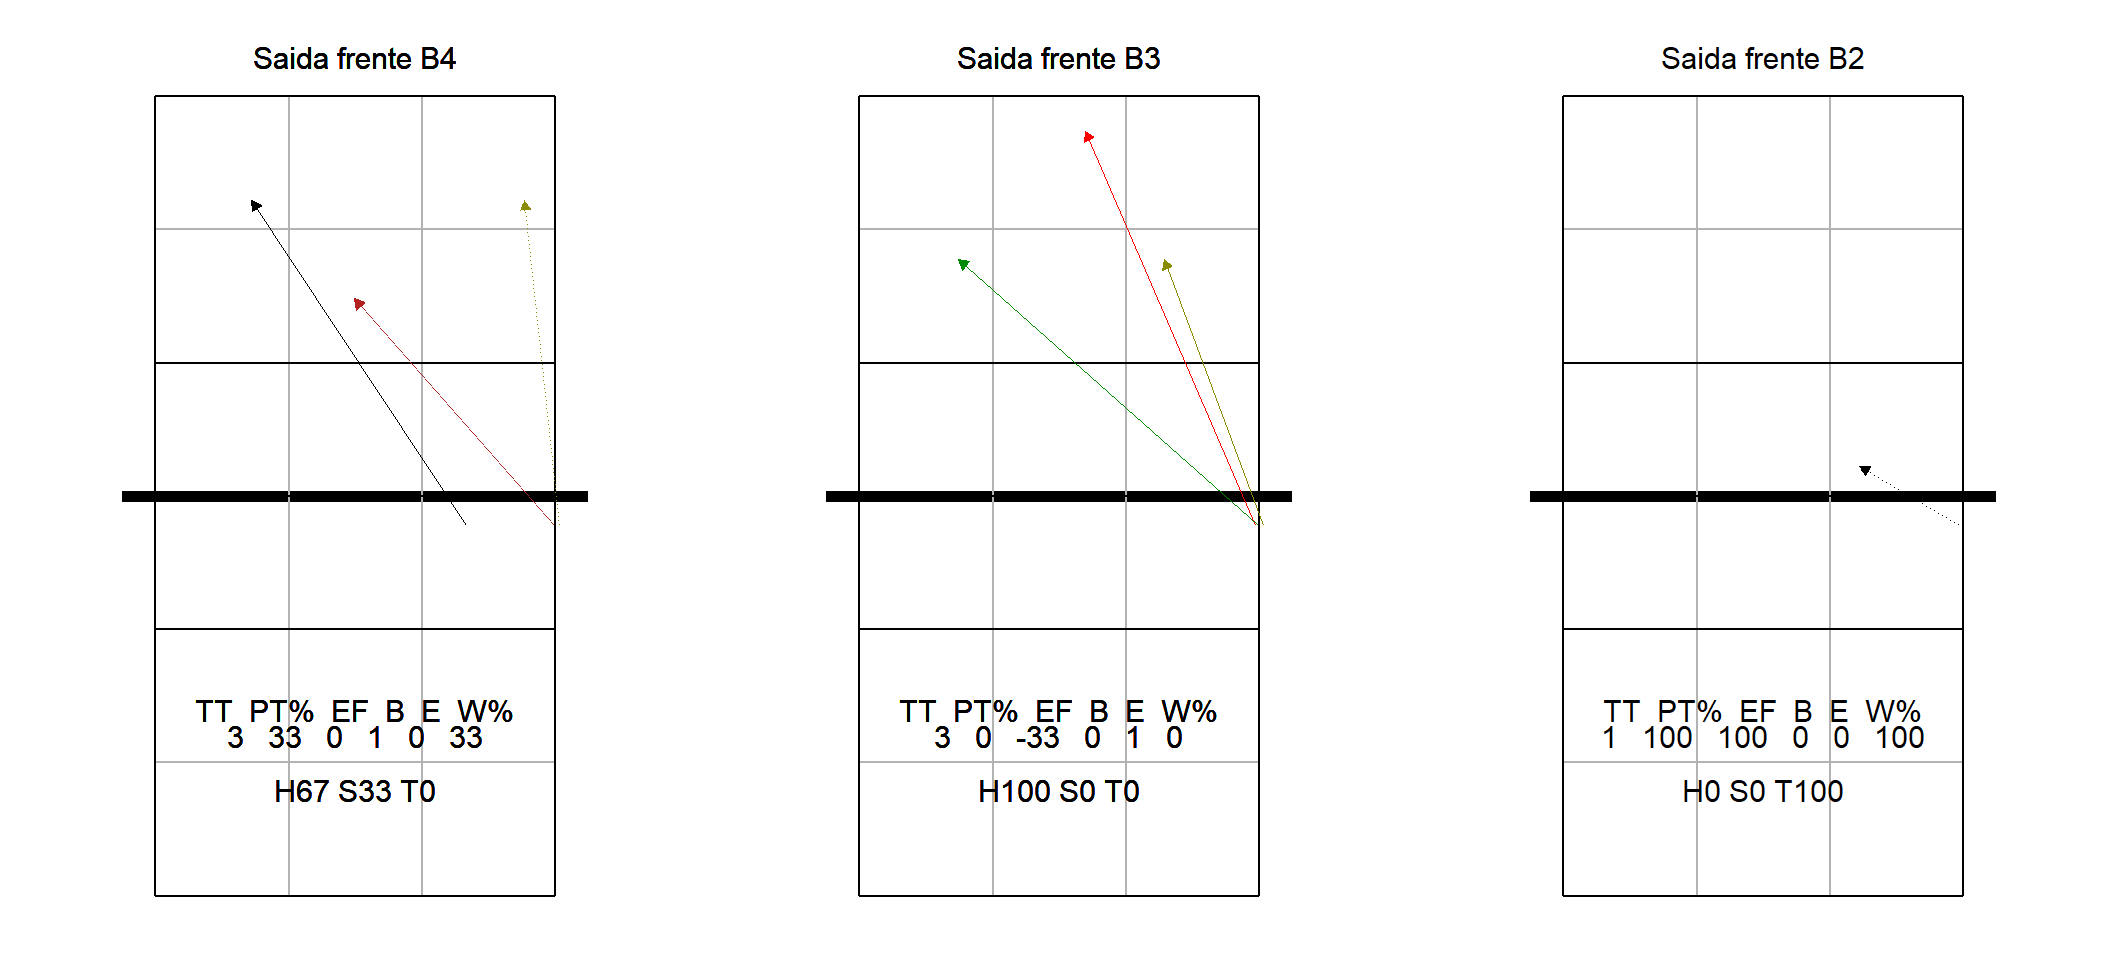 Saida frente B4
TT PT% EF B E W%
3 33 0 1 0 33
H67 S33 T0
Saida frente B3
TT PT% EF B E W%
3 0 -33 0 1 0
H100 S0 T0
Saida frente B2
TT PT% EF B E W%
1 100 100 0 0 100
H0 S0 T100